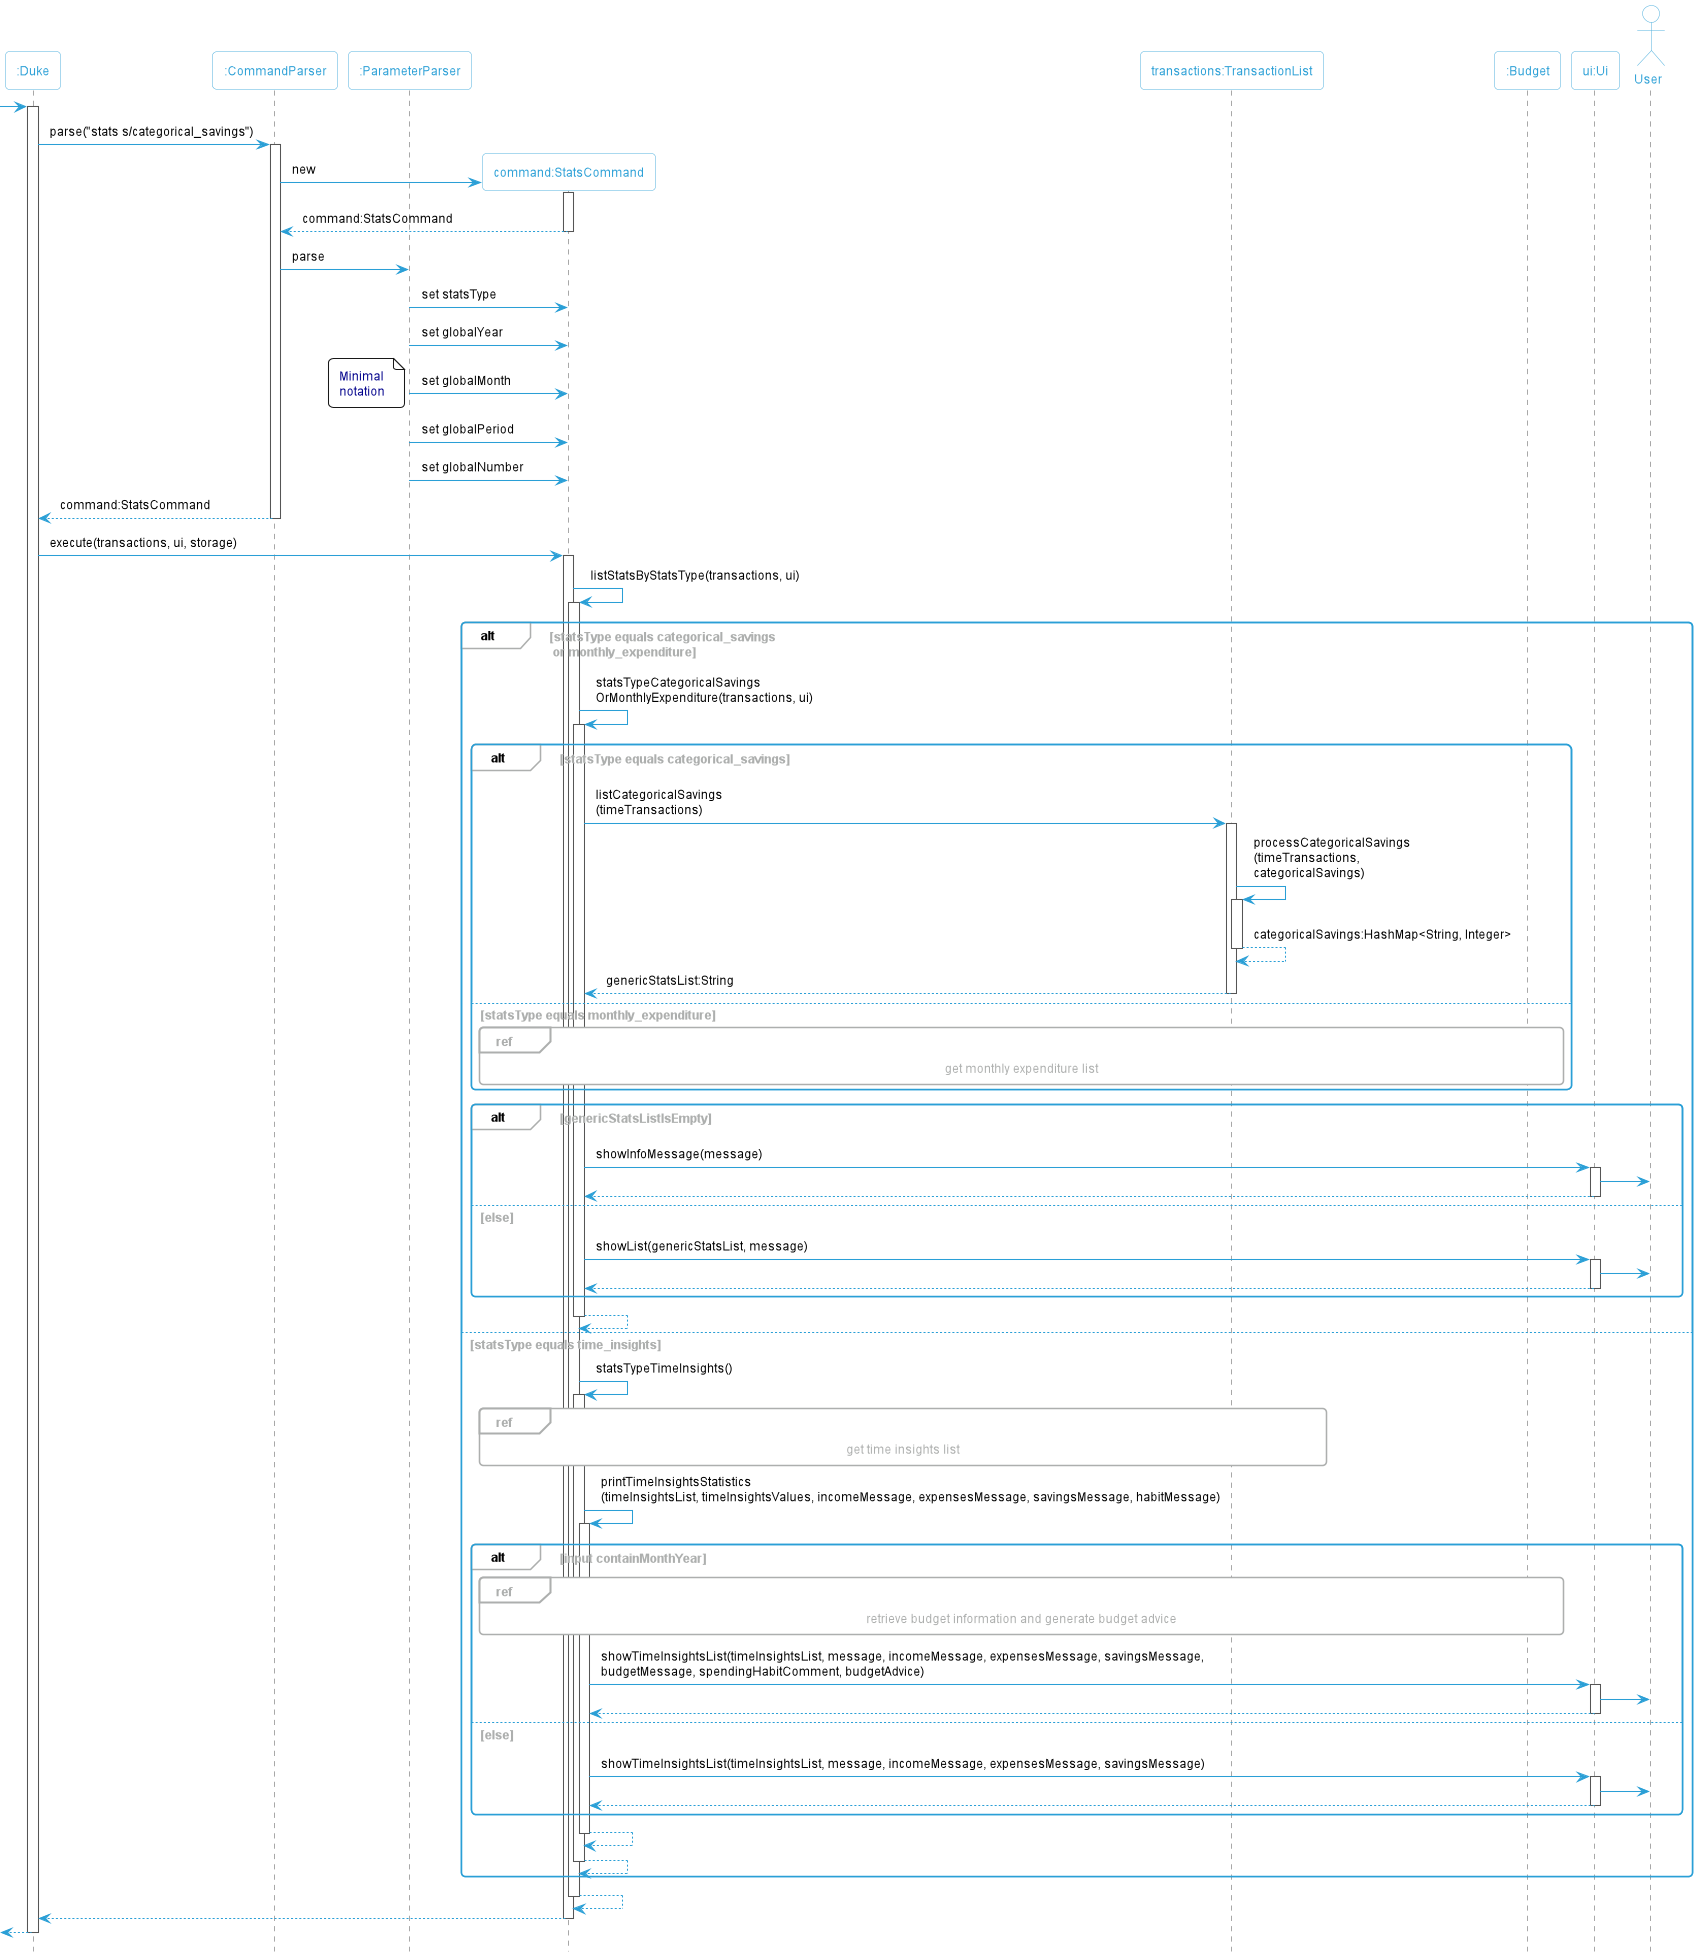 User
:Duke
:CommandParser
:ParameterParser
transactions:TransactionList
:Budget
ui:Ui
parse("stats s/categorical_savings")
new
command:StatsCommand
command:StatsCommand
parse
set statsType
set globalYear
Minimal
notation
set globalMonth
set globalPeriod
set globalNumber
command:StatsCommand
execute(transactions, ui, storage)
listStatsByStatsType(transactions, ui)
alt
[statsType equals categorical_savings
or monthly_expenditure]
statsTypeCategoricalSavings
OrMonthlyExpenditure(transactions, ui)
alt
[statsType equals categorical_savings]
listCategoricalSavings
(timeTransactions)
processCategoricalSavings
(timeTransactions,
categoricalSavings)
categoricalSavings:HashMap<String, Integer>
genericStatsList:String
[statsType equals monthly_expenditure]
ref
get monthly expenditure list
alt
[genericStatsListIsEmpty]
showInfoMessage(message)
[else]
showList(genericStatsList, message)
[statsType equals time_insights]
statsTypeTimeInsights()
ref
get time insights list
printTimeInsightsStatistics
(timeInsightsList, timeInsightsValues, incomeMessage, expensesMessage, savingsMessage, habitMessage)
alt
[input containMonthYear]
ref
retrieve budget information and generate budget advice
showTimeInsightsList(timeInsightsList, message, incomeMessage, expensesMessage, savingsMessage,
budgetMessage, spendingHabitComment, budgetAdvice)
[else]
showTimeInsightsList(timeInsightsList, message, incomeMessage, expensesMessage, savingsMessage)